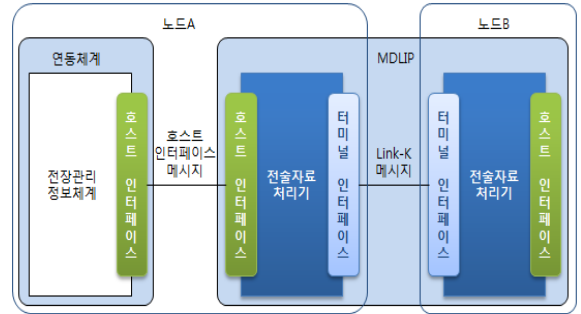 노드A
노드B
연동체계
MDLIP
전장관리
정보체계
호스트 인터페이스
호스트
인터페이스
메시지
호스트 인터페이스
전술자료
처리기
터미널 인터페이스
Link-K
메시지
터미널 인터페이스
전술자료
처리기
호스트 인터페이스